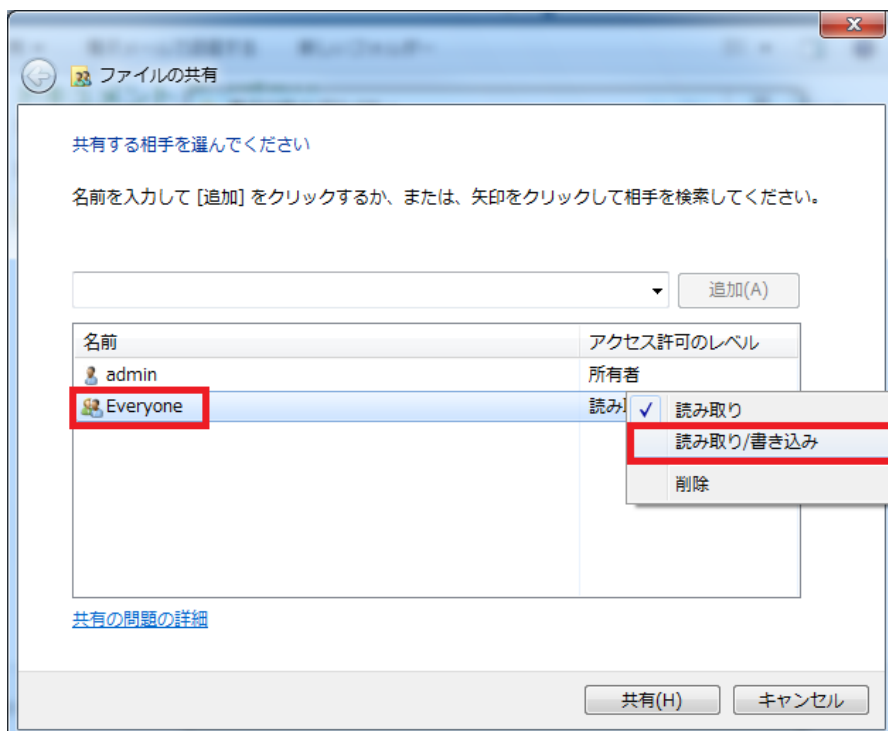 ファイルの共有
共有する相手を選んでください
名前を入力して [追加] をクリックするか、または、矢印をクリックして相手を検索してください。
追加(A)
名前 アクセス許可のレベル
admin 所有者
Everyone 読み
読み取り
読み取り/書き込み
削除
共有の問題の詳細
共有(H) キャンセル